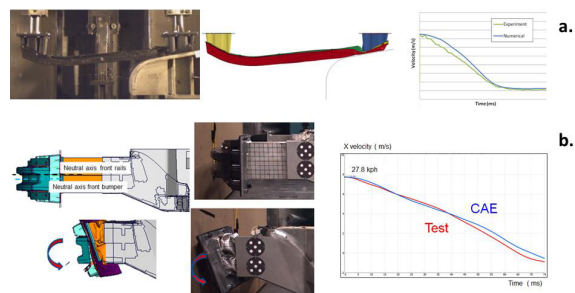 Experiment
Numerical
Velocity(m/s)
Time(ms)
a.
b.
Neutral axis front rails
Neutral axis front bumper
X velocity ( m/s)
27.8 kph
CAE
Test
Time ( ms)